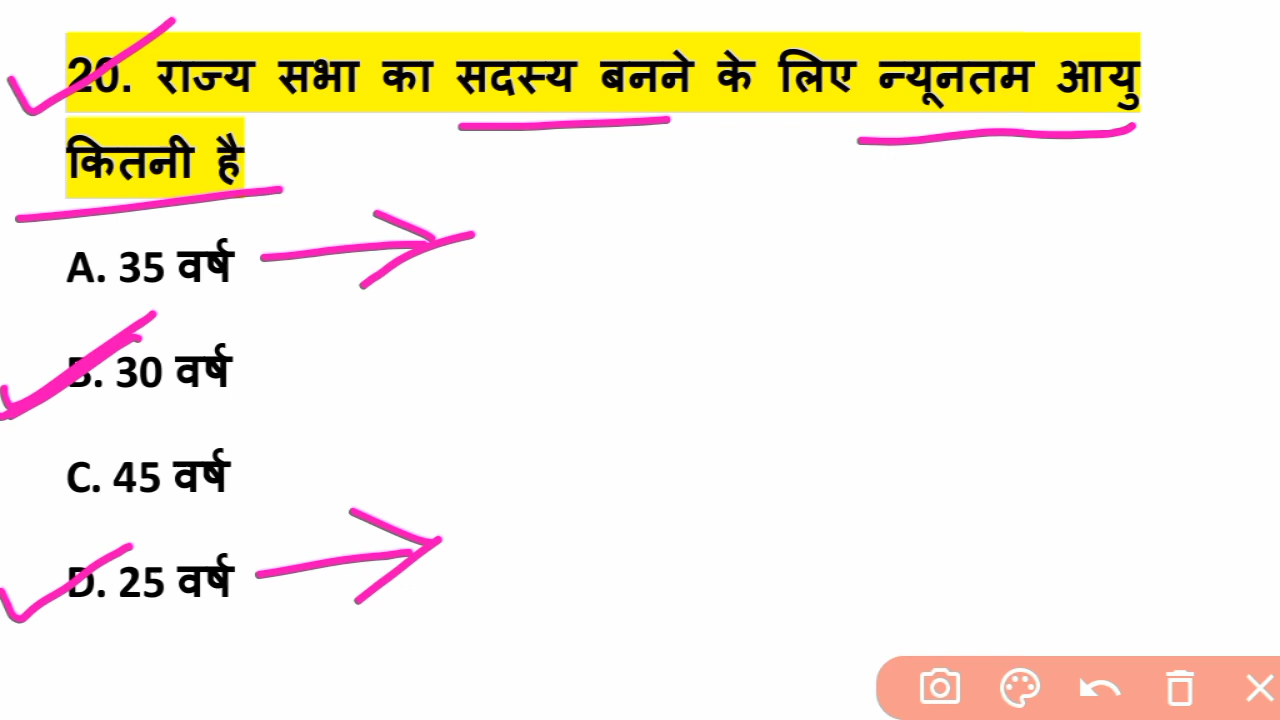 20. राज्य सभा का सदस्य बनने के लिए न्यूनतम आयु
कितनी है
A. 35 वर्ष
B. 30 वर्ष
C. 45 वर्ष
D. 25 वर्ष